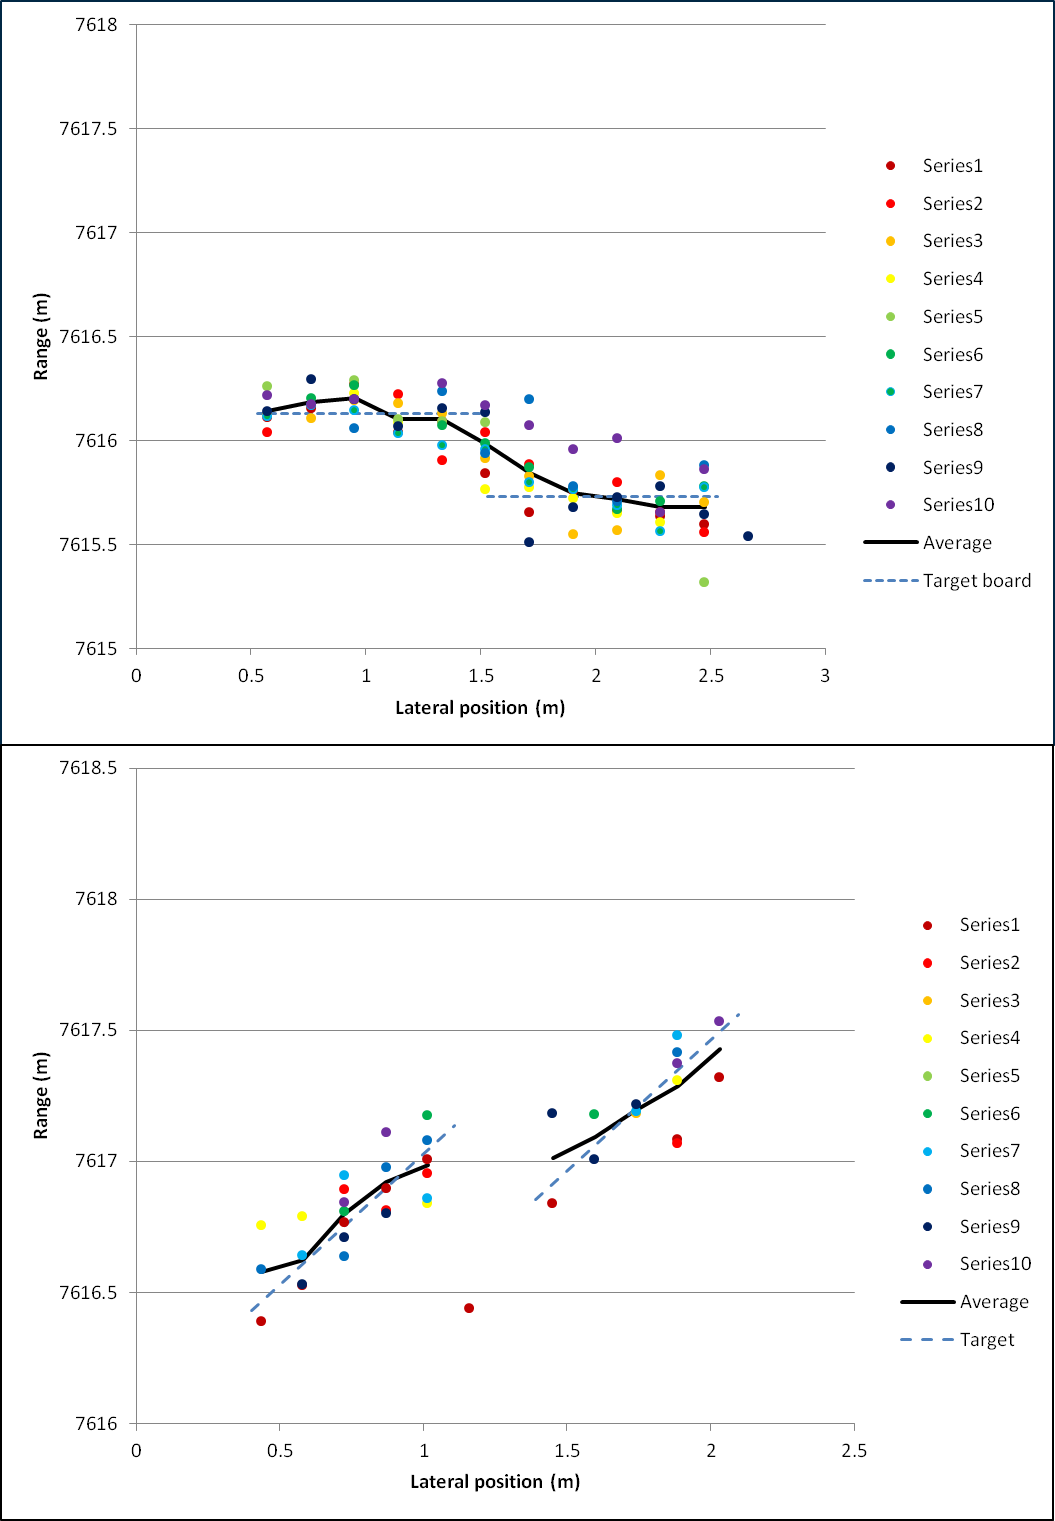 7618
7617.5
7617
7616.5
7616
7615.5
7615
Range (m)
0 0.5 1 1.5 2 2.5 3
Lateral position (m)
Series1
Series2
Series3
Series4
Series5
Series6
Series7
Series8
Series9
Series10
Average
Target board
7618.5
7618
7617.5
7617
7616.5
7616
Range (m)
0 0.5 1 1.5 2 2.5
Lateral position (m)
Series1
Series2
Series3
Series4
Series5
Series6
Series7
Series8
Series9
Series10
Average
Target